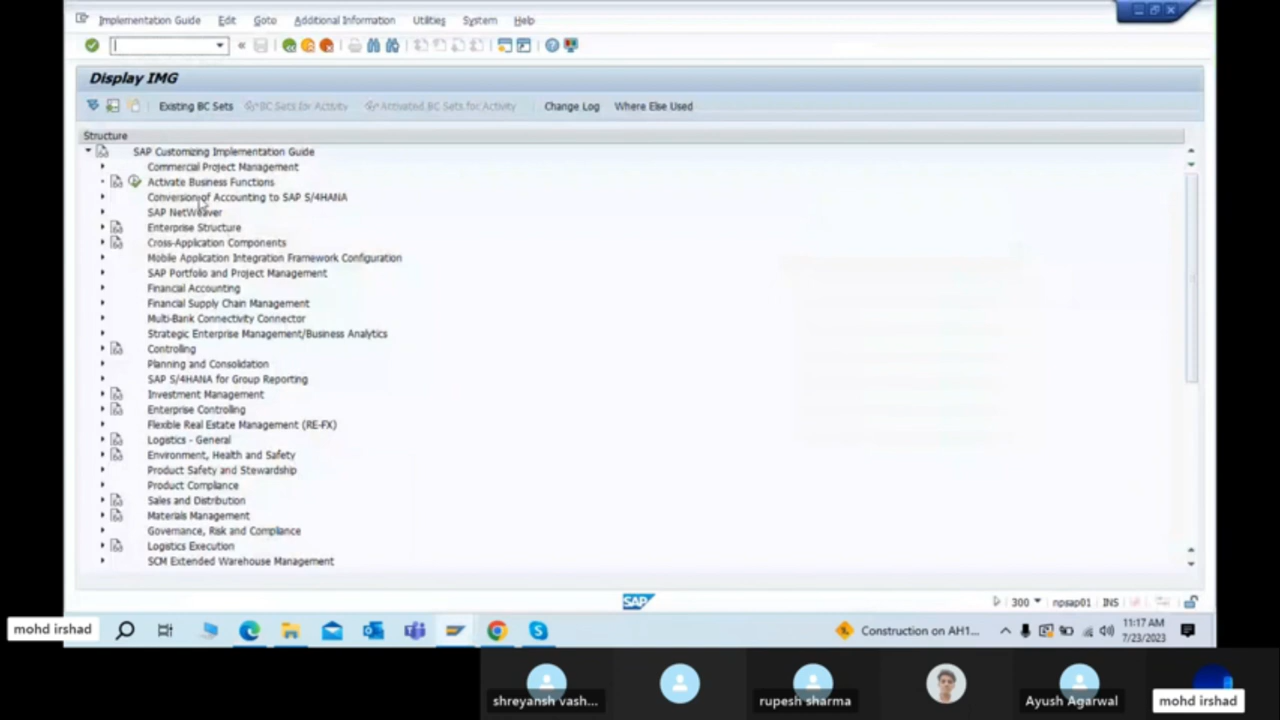 Implementation Guide Edit Goto Additional Information Utilities System Help
Display IMG
Existing BC Sets BC Sets for Activity Activated BC Sets for Activity Change Log Where Else Used
Structure
SAP Customizing Implementation Guide
Commercial Project Management
Activate Business Functions
Conversion of Accounting to SAP S/4HANA
SAP NetWeaver
Enterprise Structure
Cross-Application Components
Mobile Application Integration Framework Configuration
SAP Portfolio and Project Management
Financial Accounting
Financial Supply Chain Management
Multi-Bank Connectivity Connector
Strategic Enterprise Management/Business Analytics
Controlling
Planning and Consolidation
SAP S/4HANA for Group Reporting
Investment Management
Enterprise Controlling
Flexible Real Estate Management (RE-FX)
Logistics - General
Environment, Health and Safety
Product Safety and Stewardship
Product Compliance
Sales and Distribution
Materials Management
Governance, Risk and Compliance
Logistics Execution
SCM Extended Warehouse Management
SAP 300 npsap01 INS
mohd irshad Construction on AH1... 11:17 AM
7/23/2023
shreyansh vash... rupesh sharma Ayush Agarwal mohd irshad